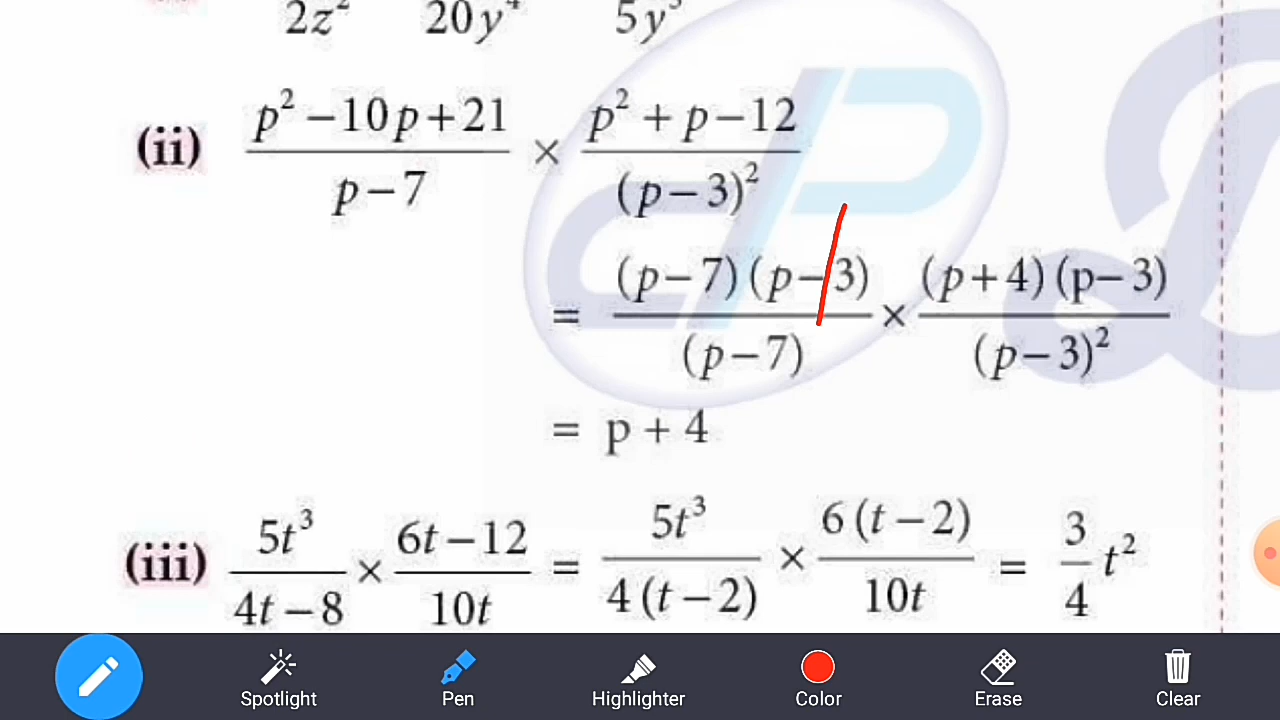 2z² 20y⁴ 5y³
(ii) p² −10p+21 / p−7 × p² + p−12 / (p−3)²
= (p−7)(p−3) / (p−7) × (p+4)(p−3) / (p−3)²
= p + 4
(iii) 5t³ / 4t−8 × 6t−12 / 10t = 5t³ / 4(t−2) × 6(t−2) / 10t = 3/4 t²
Spotlight Pen Highlighter Color Erase Clear